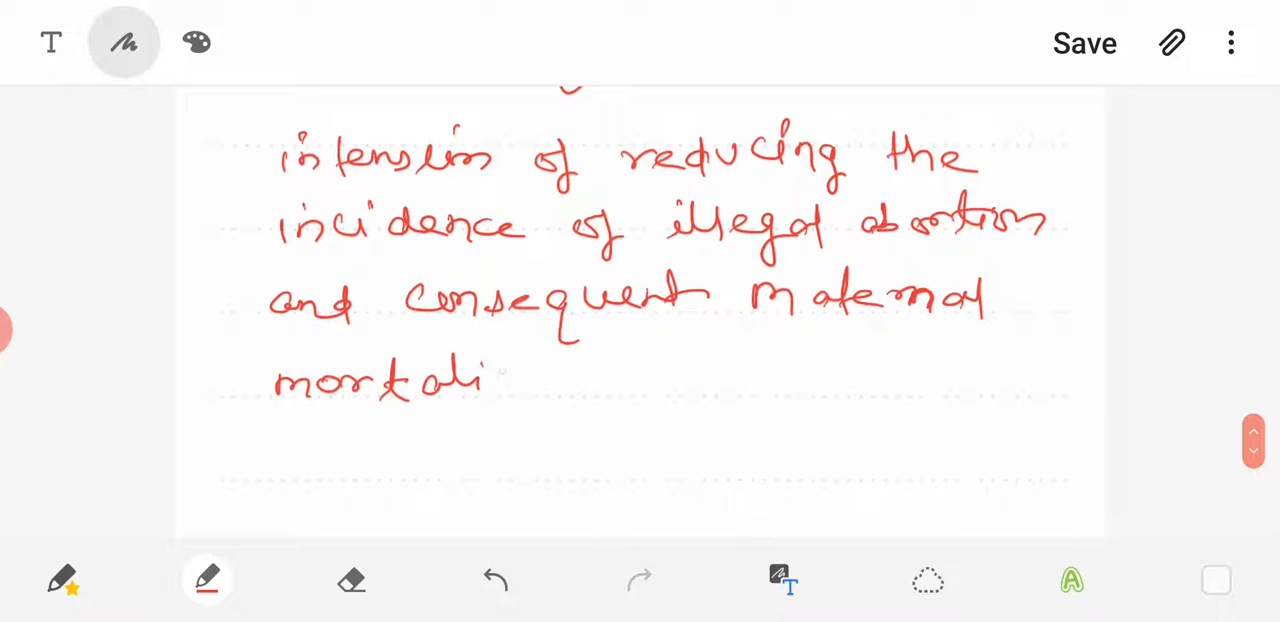 T Save
intension of reducing the
incidence of illegal abortion
and consequent maternal
mortali
T A